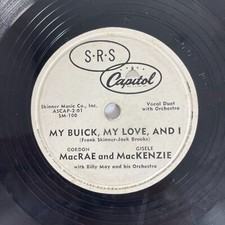 S-R-S
Capitol
Skinner Music Co., Inc.
ASCAP-2:01
SM-100
Vocal Duet
with Orchestra
MY BUICK, MY LOVE, AND I
(Frank Skinner-Jack Brooks)
GORDON GISELE
MacRAE and MacKENZIE
with Billy May and his Orchestra